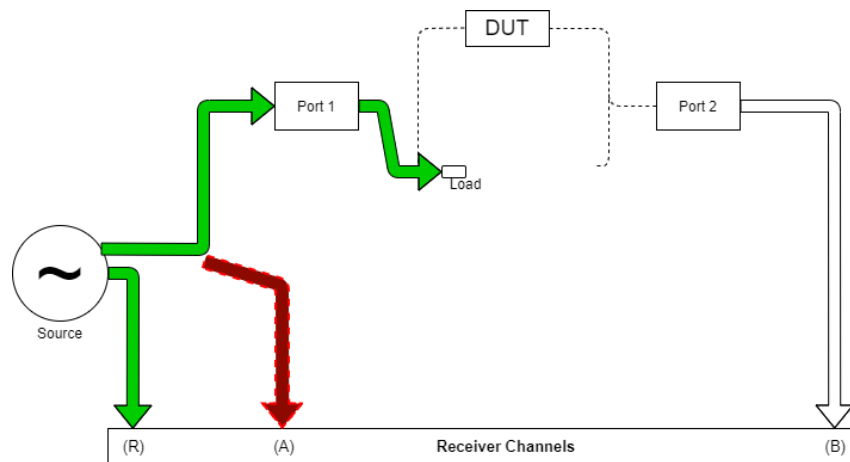 DUT
Port 1
Port 2
Load
~
Source
(R)
(A)
Receiver Channels
(B)